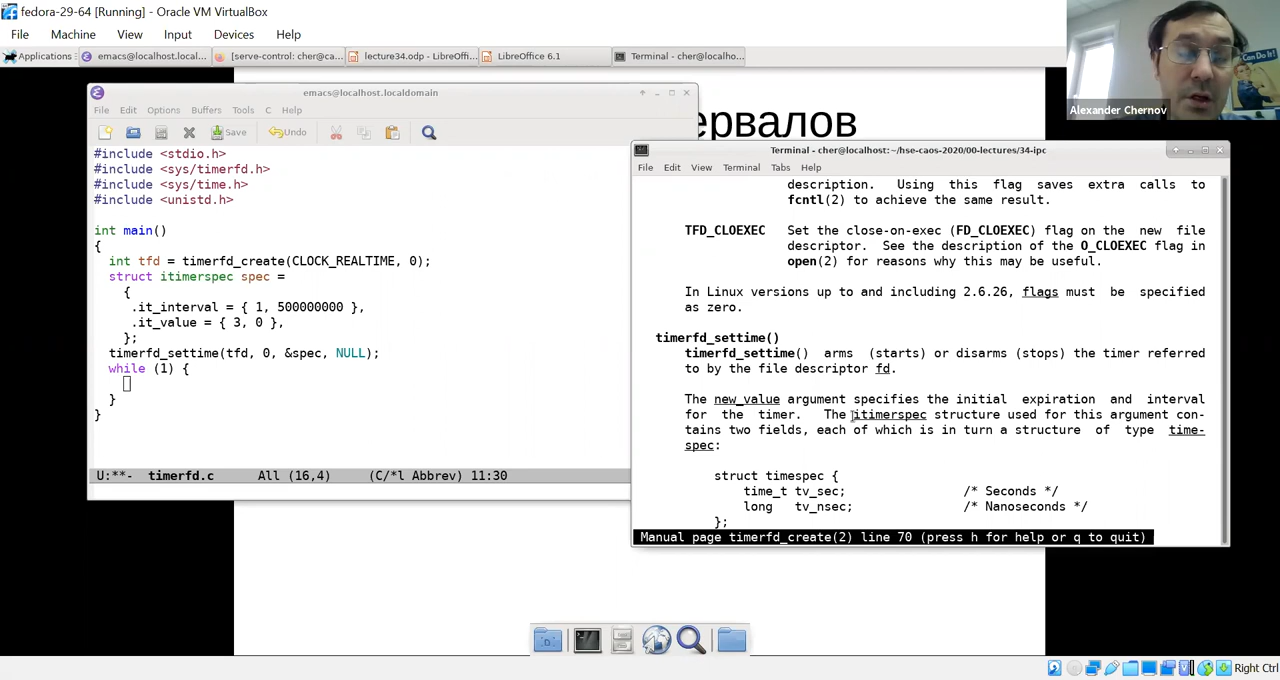 fedora-29-64 [Running] - Oracle VM VirtualBox
File Machine View Input Devices Help
Applications emacs@localhost.local... [serve-control: cher@ca... lecture34.odp - LibreOffi... LibreOffice 6.1 Terminal - cher@localho...
Can Do It!
Alexander Chernov
ервалов
emacs@localhost.localdomain
File Edit Options Buffers Tools C Help
Save Undo
#include <stdio.h>
#include <sys/timerfd.h>
#include <sys/time.h>
#include <unistd.h>
int main()
{
int tfd = timerfd_create(CLOCK_REALTIME, 0);
struct itimerspec spec =
{
.it_interval = { 1, 500000000 },
.it_value = { 3, 0 },
};
timerfd_settime(tfd, 0, &spec, NULL);
while (1) {
}
}
U:**- timerfd.c All (16,4) (C/*l Abbrev) 11:30
Terminal - cher@localhost:~/hse-caos-2020/00-lectures/34-ipc
File Edit View Terminal Tabs Help
description. Using this flag saves extra calls to
fcntl(2) to achieve the same result.
TFD_CLOEXEC Set the close-on-exec (FD_CLOEXEC) flag on the new file
descriptor. See the description of the O_CLOEXEC flag in
open(2) for reasons why this may be useful.
In Linux versions up to and including 2.6.26, flags must be specified
as zero.
timerfd_settime()
timerfd_settime() arms (starts) or disarms (stops) the timer referred
to by the file descriptor fd.
The new_value argument specifies the initial expiration and interval
for the timer. The itimerspec structure used for this argument con-
tains two fields, each of which is in turn a structure of type time-
spec:
struct timespec {
time_t tv_sec; /* Seconds */
long tv_nsec; /* Nanoseconds */
};
Manual page timerfd_create(2) line 70 (press h for help or q to quit)
Right Ctrl